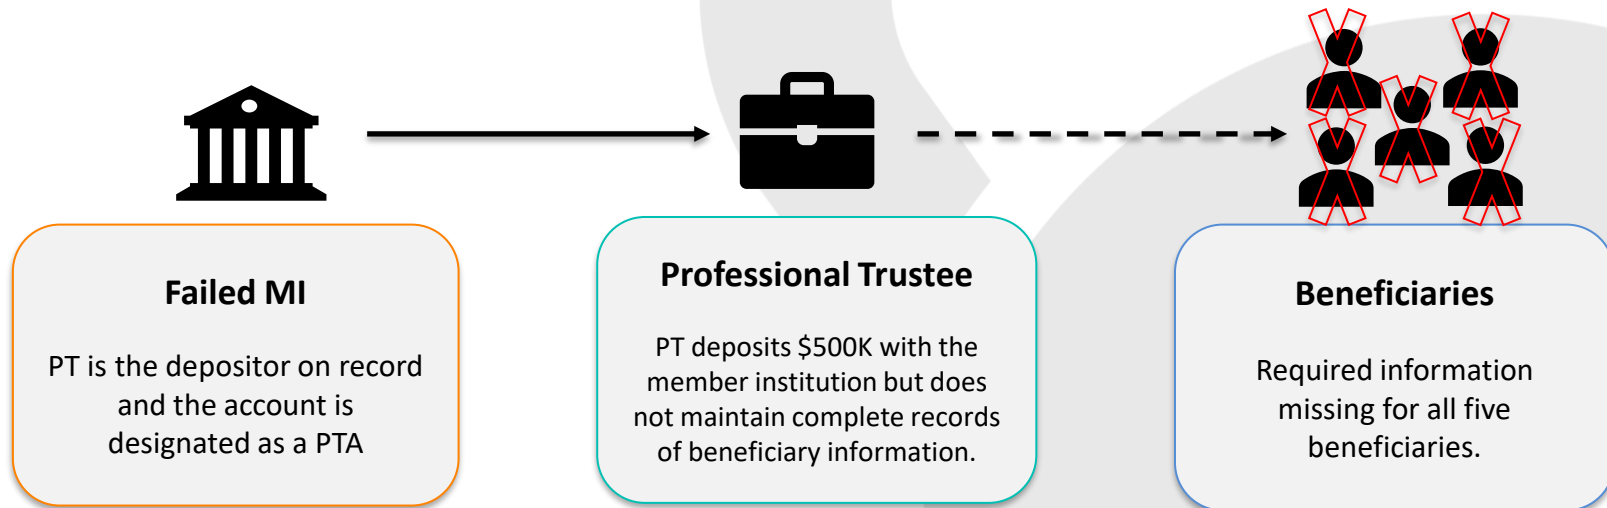 Failed MI
PT is the depositor on record
and the account is
designated as a PTA
Professional Trustee
PT deposits $500K with the
member institution but does
not maintain complete records
of beneficiary information.
Beneficiaries
Required information
missing for all five
beneficiaries.